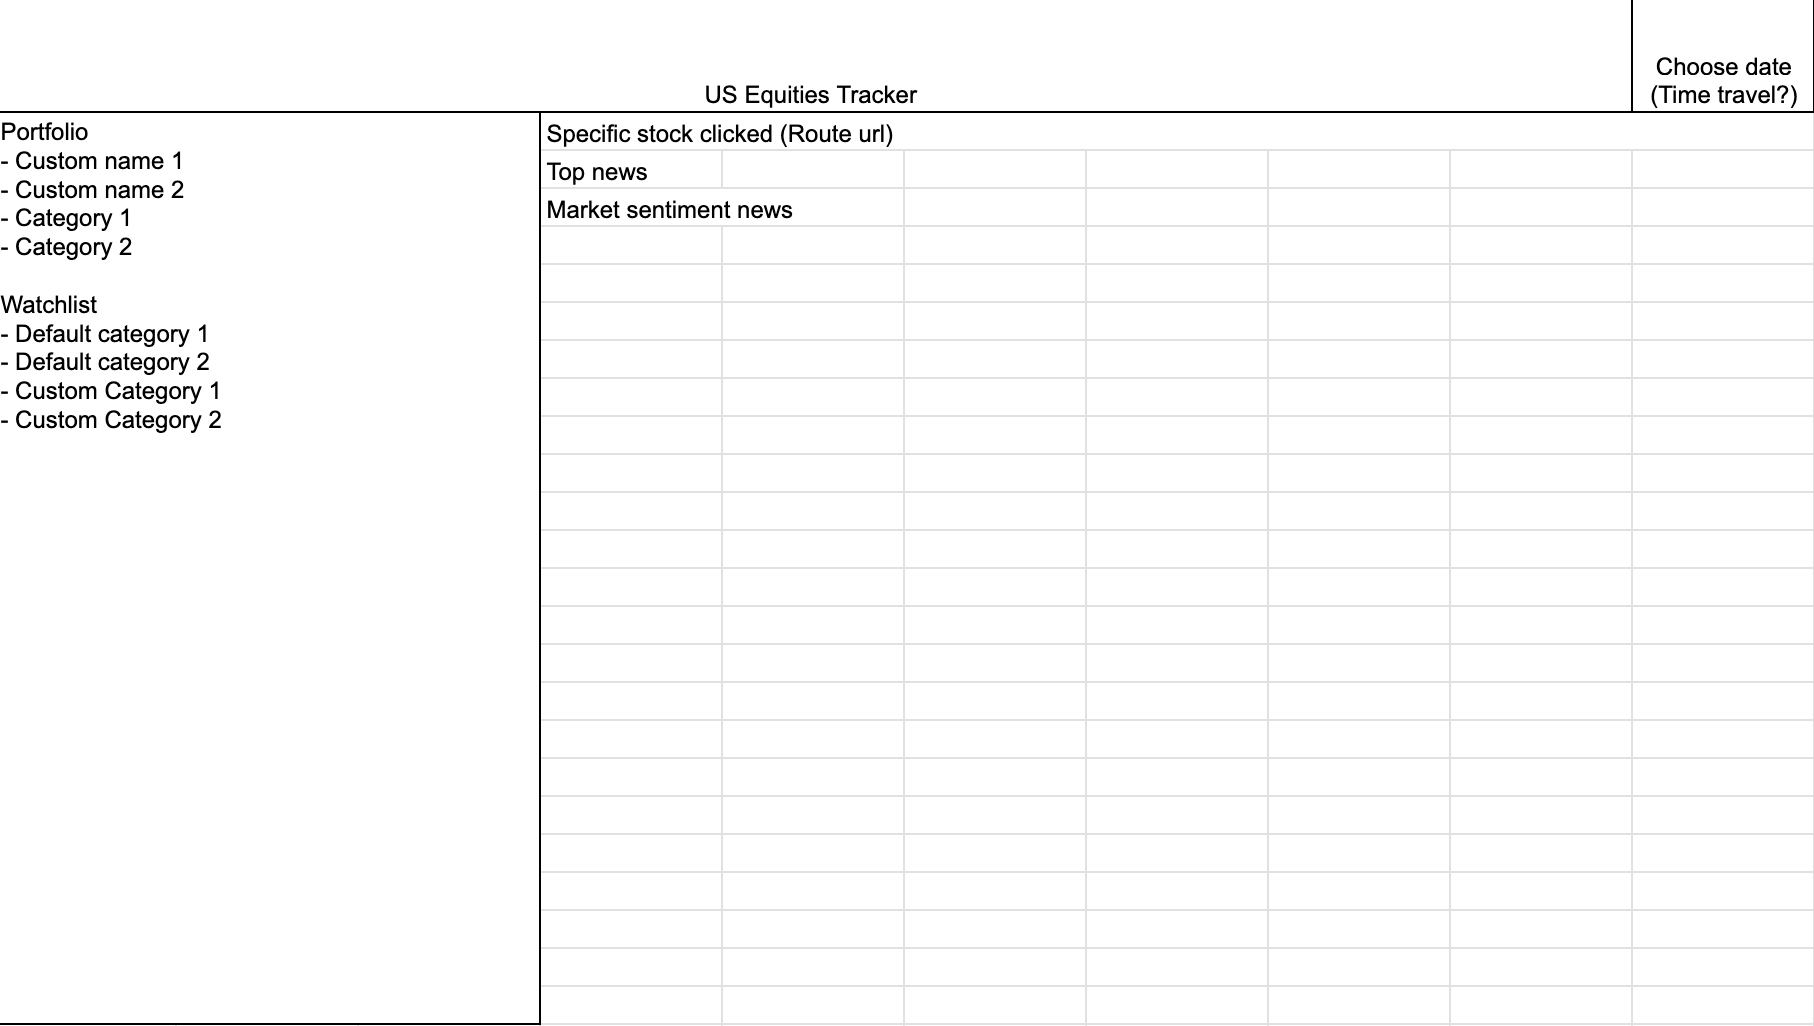 US Equities Tracker
Choose date
(Time travel?)
Portfolio
- Custom name 1
- Custom name 2
- Category 1
- Category 2
Watchlist
- Default category 1
- Default category 2
- Custom Category 1
- Custom Category 2
Specific stock clicked (Route url)
Top news
Market sentiment news